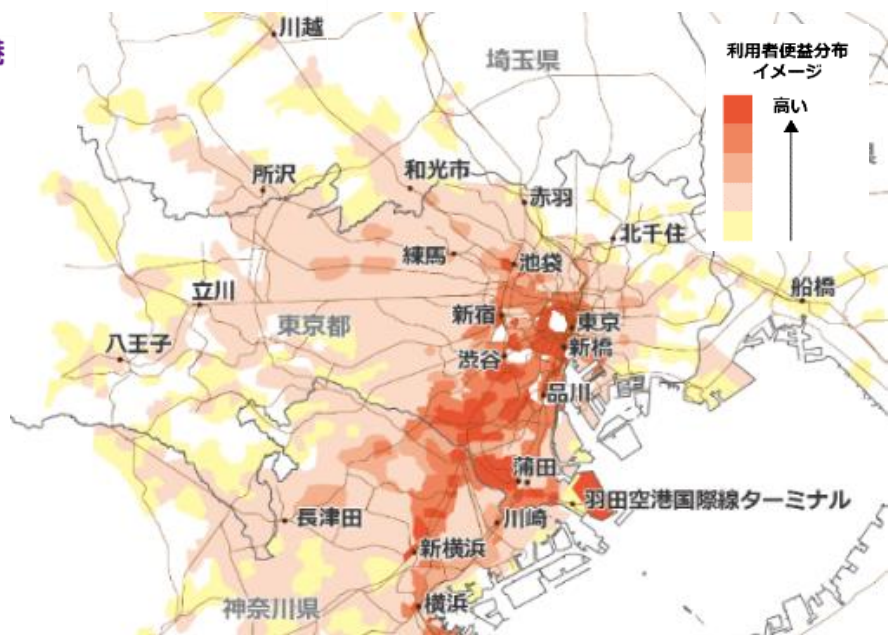 川越
埼玉県
利用者便益分布
イメージ
高い
所沢
和光市
赤羽
北千住
練馬
池袋
船橋
立川
新宿
東京
東京都
新橋
八王子
渋谷
品川
蒲田
羽田空港国際線ターミナル
長津田
川崎
新横浜
神奈川県
横浜